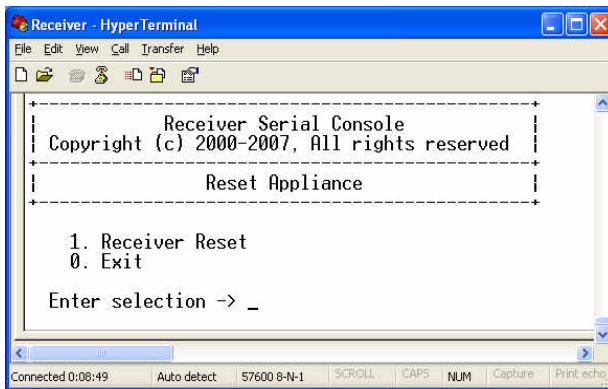 Receiver - HyperTerminal
File Edit View Call Transfer Help
Receiver Serial Console
Copyright (c) 2000-2007, All rights reserved
Reset Appliance
1. Receiver Reset
0. Exit
Enter selection -> _
Connected 0:08:49 Auto detect 57600 8-N-1 SCROLL CAPS NUM Capture Print echo